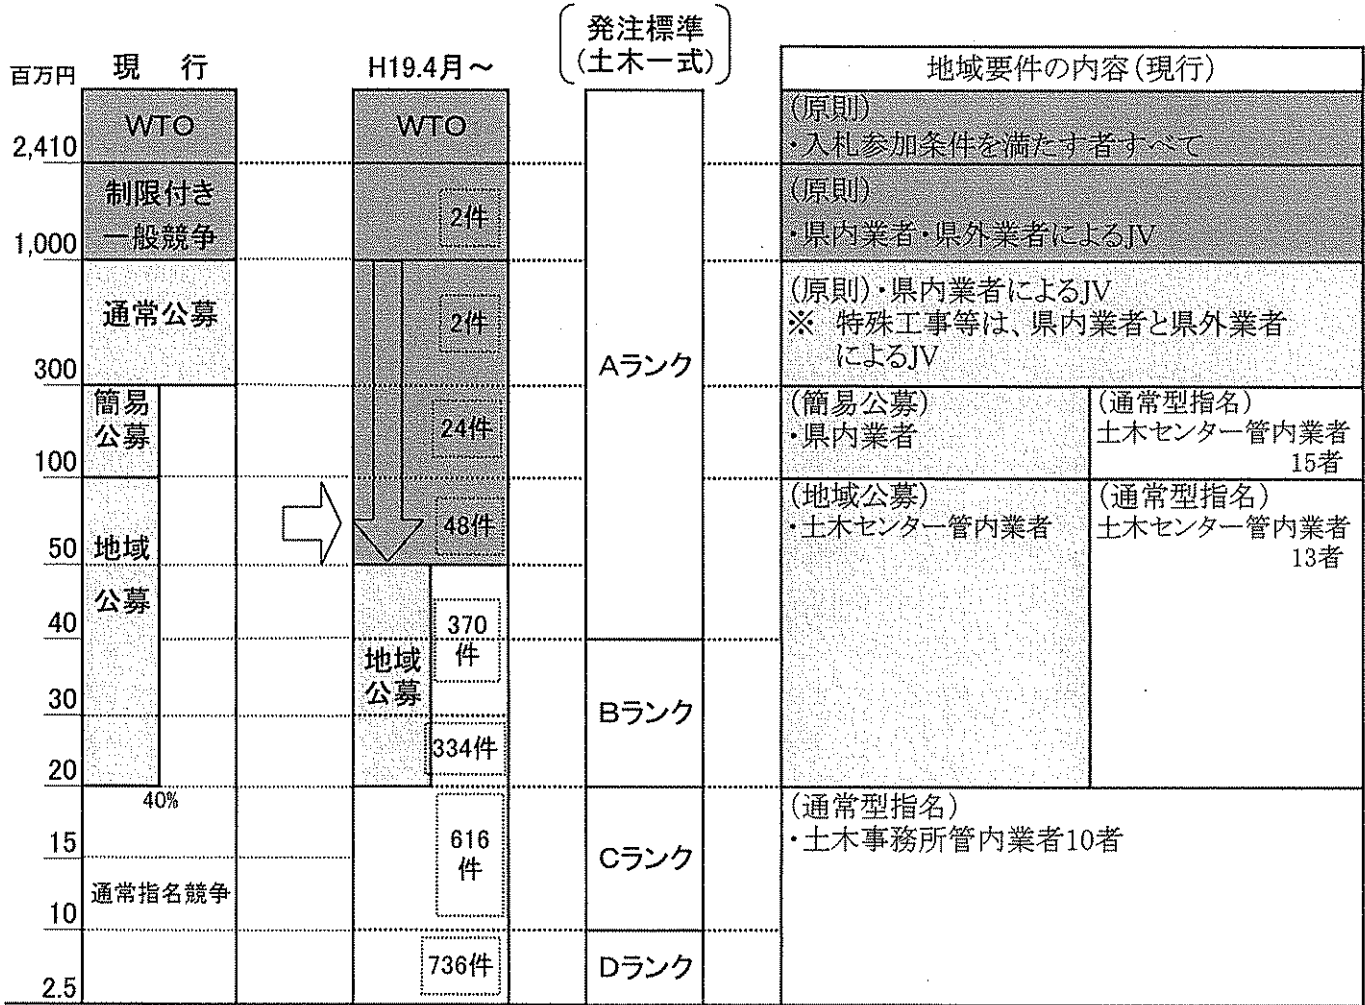 発注標準
(土木一式)
百万円
現 行
H19.4月~
地域要件の内容(現行)
WTO
WTO
(原則)
・入札参加条件を満たす者すべて
2,410
制限付き
一般競争
2件
(原則)
・県内業者・県外業者によるJV
1,000
通常公募
2件
(原則)・県内業者によるJV
※ 特殊工事等は、県内業者と県外業者
によるJV
Aランク
300
簡易
公募
24件
(簡易公募)
・県内業者
(通常型指名)
土木センター管内業者
15者
100
地域
公募
48件
(地域公募)
・土木センター管内業者
(通常型指名)
土木センター管内業者
13者
50
370
件
40
地域
公募
Bランク
30
334件
20
40%
616
件
Cランク
(通常型指名)
・土木事務所管内業者10者
15
通常指名競争
10
736件
Dランク
2.5